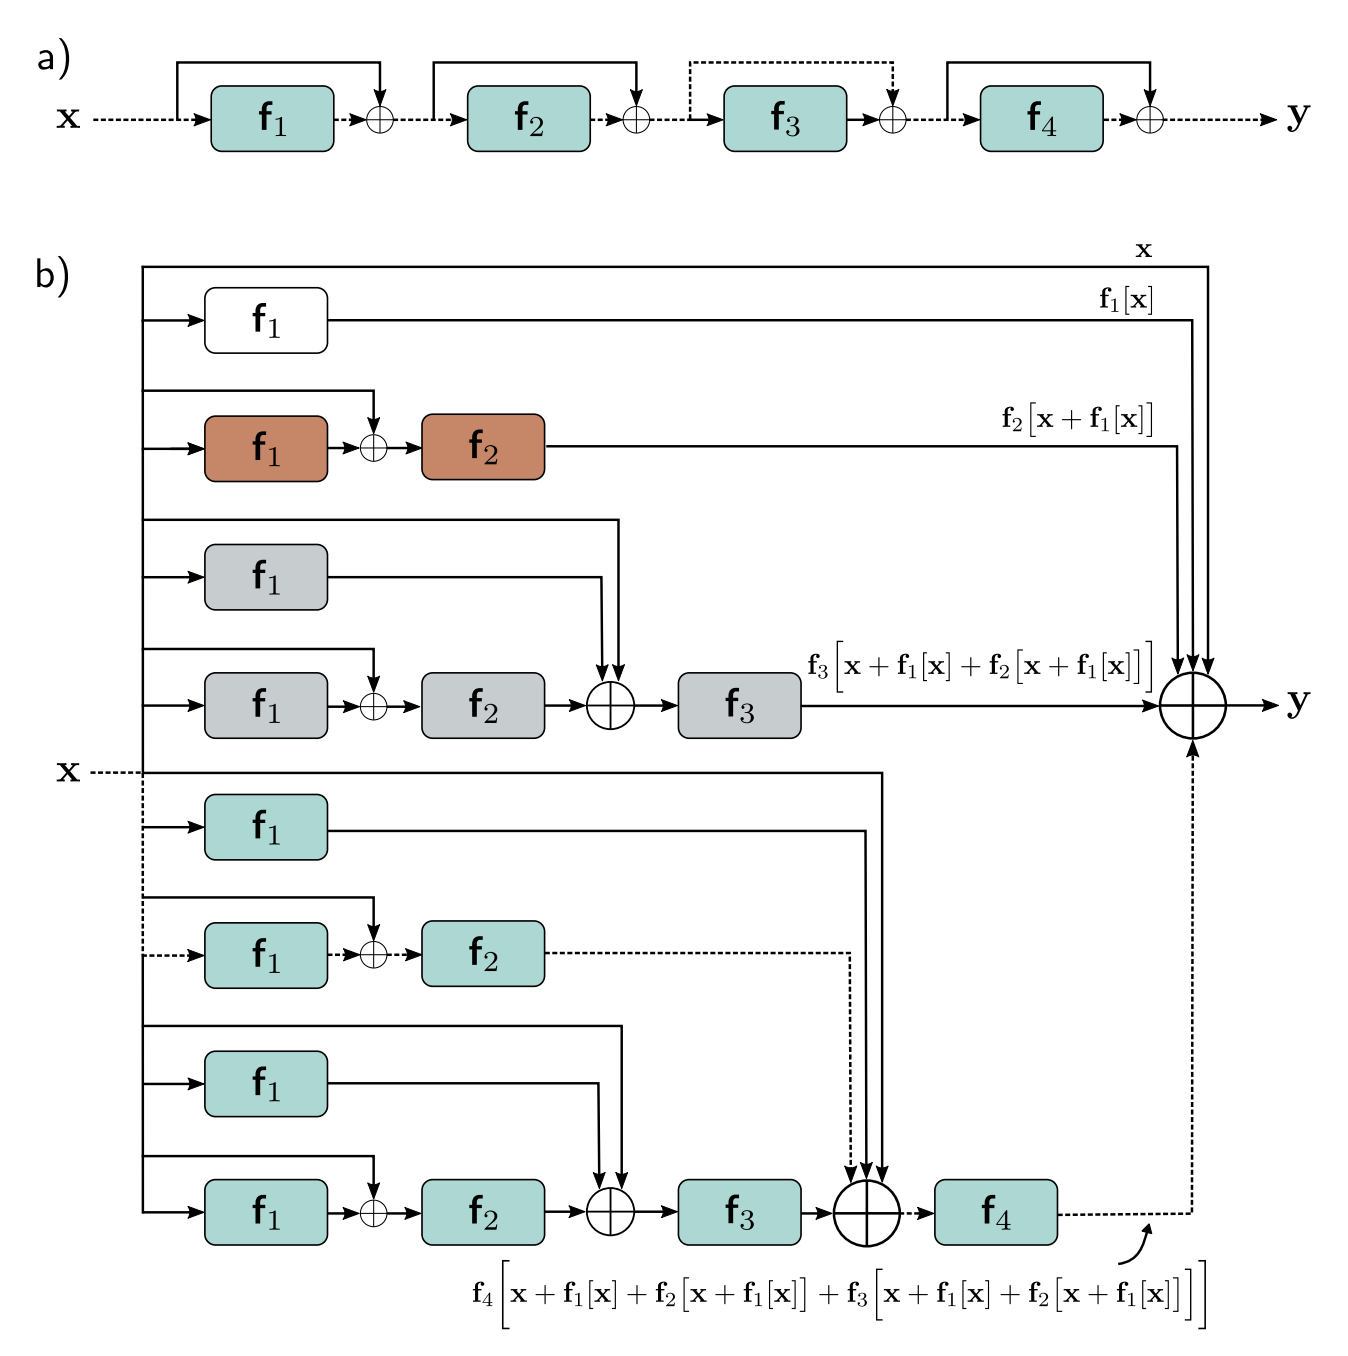 a)
x f₁ f₂ f₃ f₄ y
b)
x
f₁ f₁[x]
f₂[x + f₁[x]]
f₁ f₂
f₁
f₃[x + f₁[x] + f₂[x + f₁[x]]]
f₁ f₂ f₃ y
x
f₁
f₁ f₂
f₁
f₁ f₂ f₃ f₄
f₄[x + f₁[x] + f₂[x + f₁[x]] + f₃[x + f₁[x] + f₂[x + f₁[x]]]]